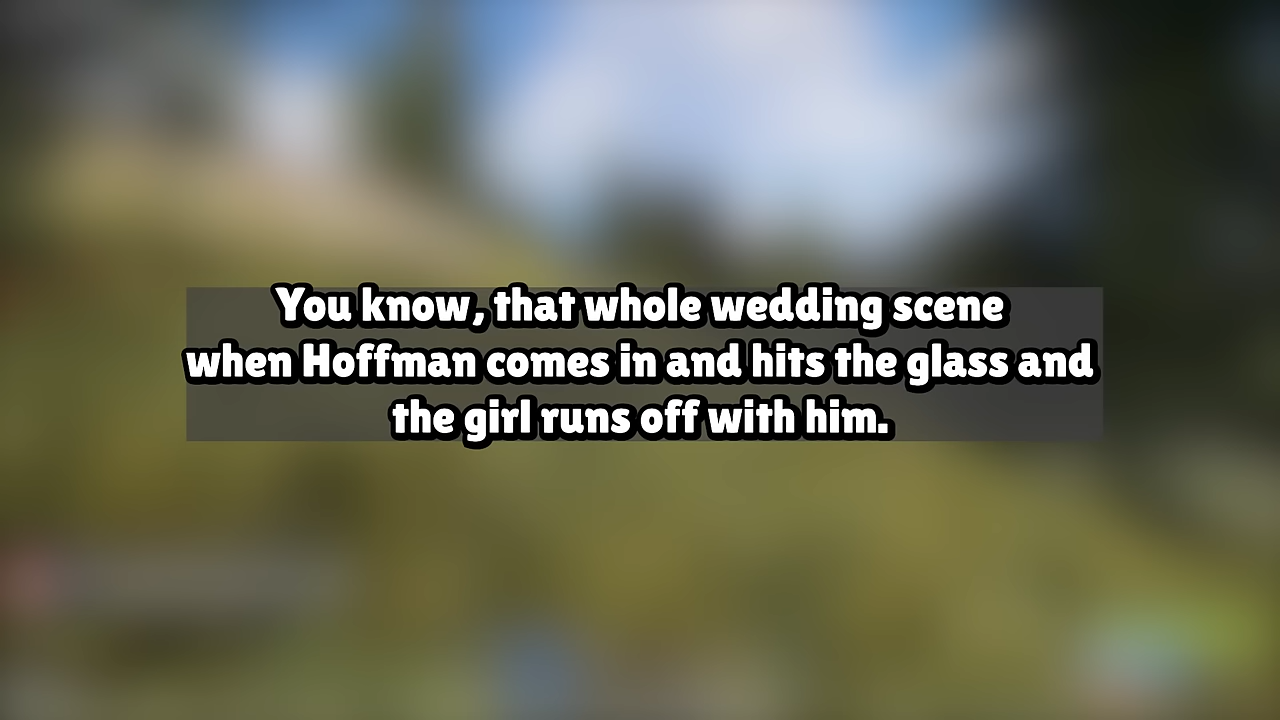 You know, that whole wedding scene
when Hoffman comes in and hits the glass and
the girl runs off with him.